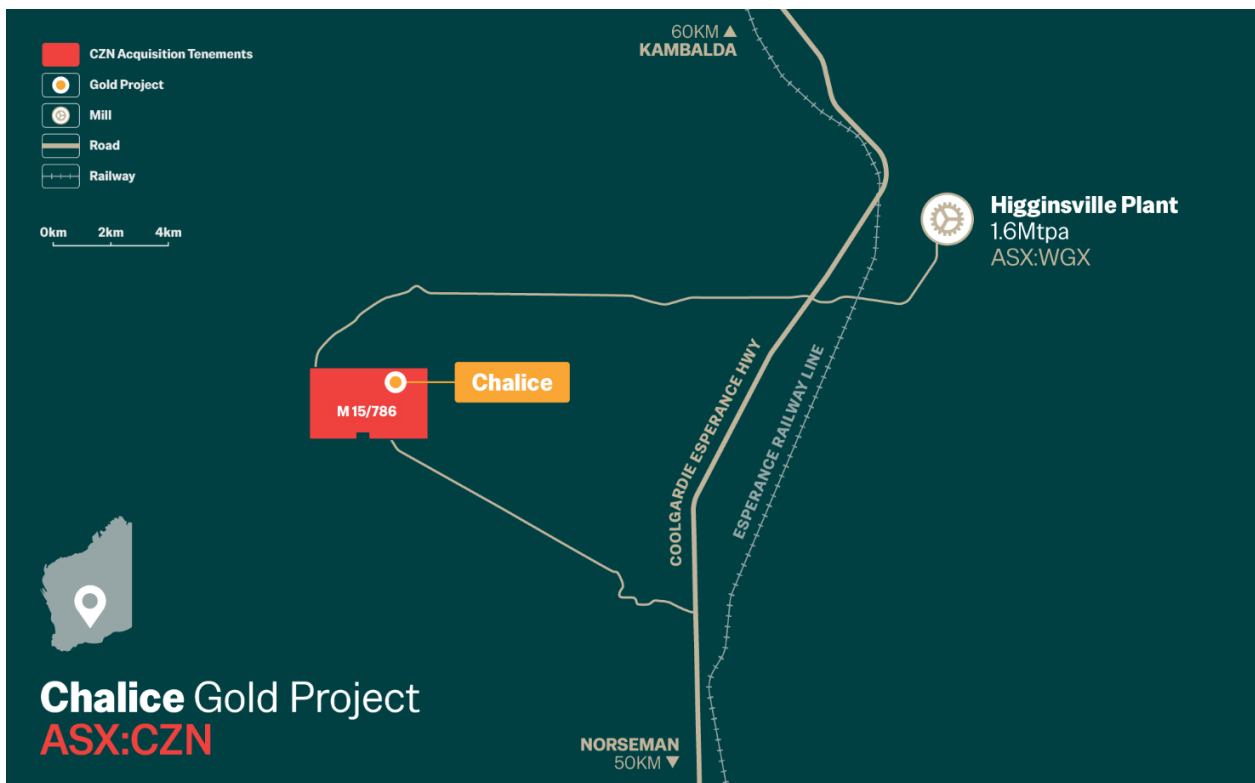 CZN Acquisition Tenements
Gold Project
Mill
Road
Railway
0km 2km 4km
60KM ▲
KAMBALDA
Higginsville Plant
1.6Mtpa
ASX:WGX
Chalice
M 15/786
COOLGARDIE ESPERANCE HWY
ESPERANCE RAILWAY LINE
Chalice Gold Project
ASX:CZN
NORSEMAN
50KM ▼